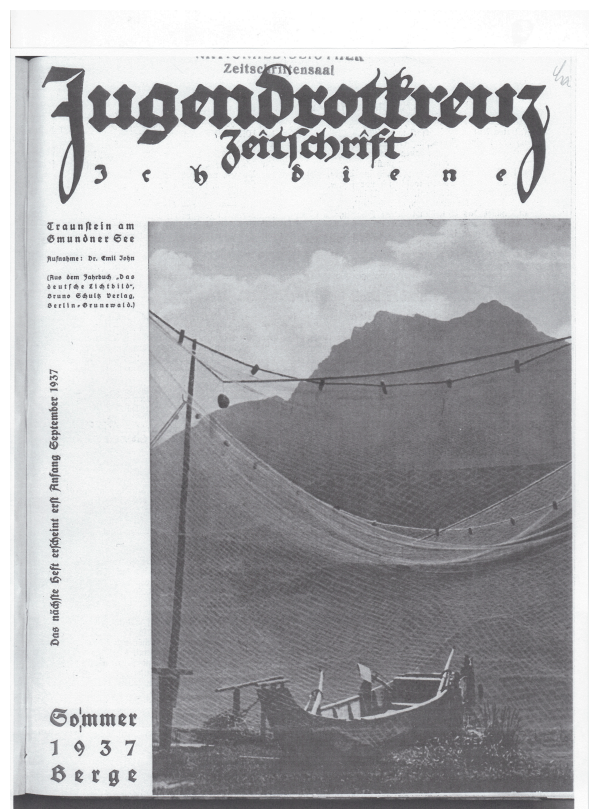 Zeitschriftensaal
Jugendrotkreuz
Zeitschrift
Ich diene
Traunstein am
Gmundner See
Aufnahme: Dr. Emil John
(Aus dem Jahrbuch „Das
deutsche Lichtbild“,
Bruno Schultz Verlag,
Berlin-Grunewald.)
Das nächste Heft erscheint erst Anfang September 1937
Sommer
1937
Berge